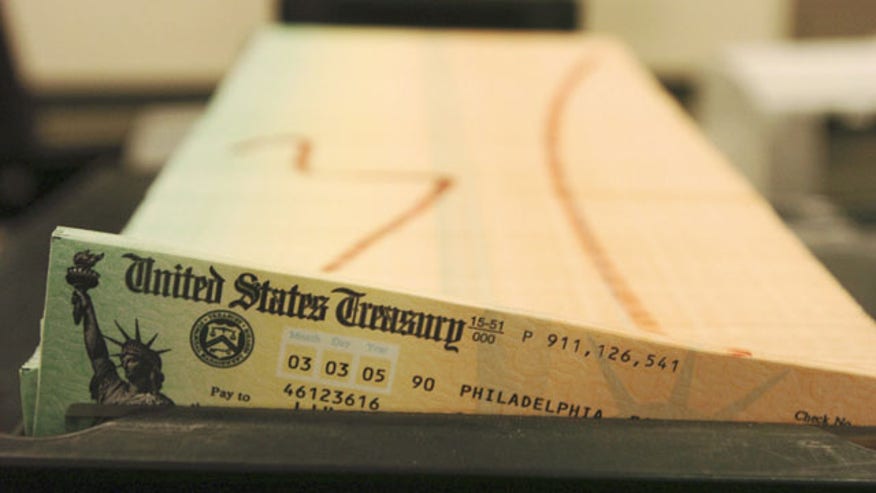 United States Treasury 15-51
000 P 911,126,541
Month Day Year
03 03 05 90 PHILADELPHIA,
Pay to 46123616
Check No.